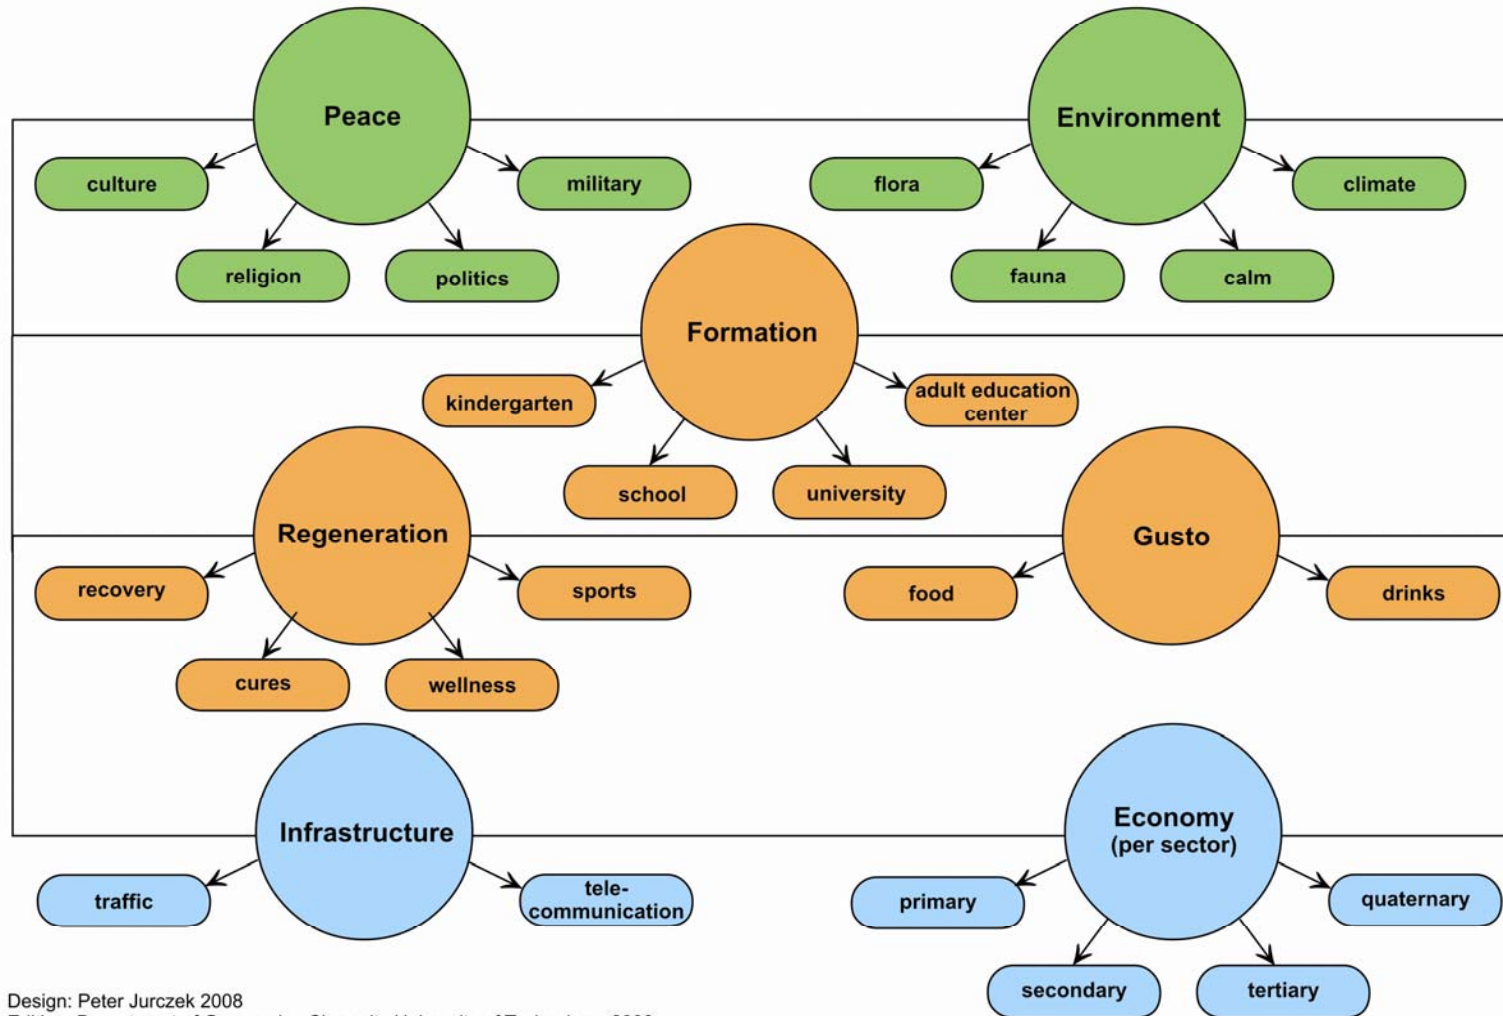 Peace
Environment
culture
military
flora
climate
religion
politics
fauna
calm
Formation
kindergarten
adult education
center
school
university
Regeneration
Gusto
recovery
sports
food
drinks
cures
wellness
Infrastructure
Economy
(per sector)
traffic
tele-
communication
primary
quaternary
secondary
tertiary
Design: Peter Jurczek 2008